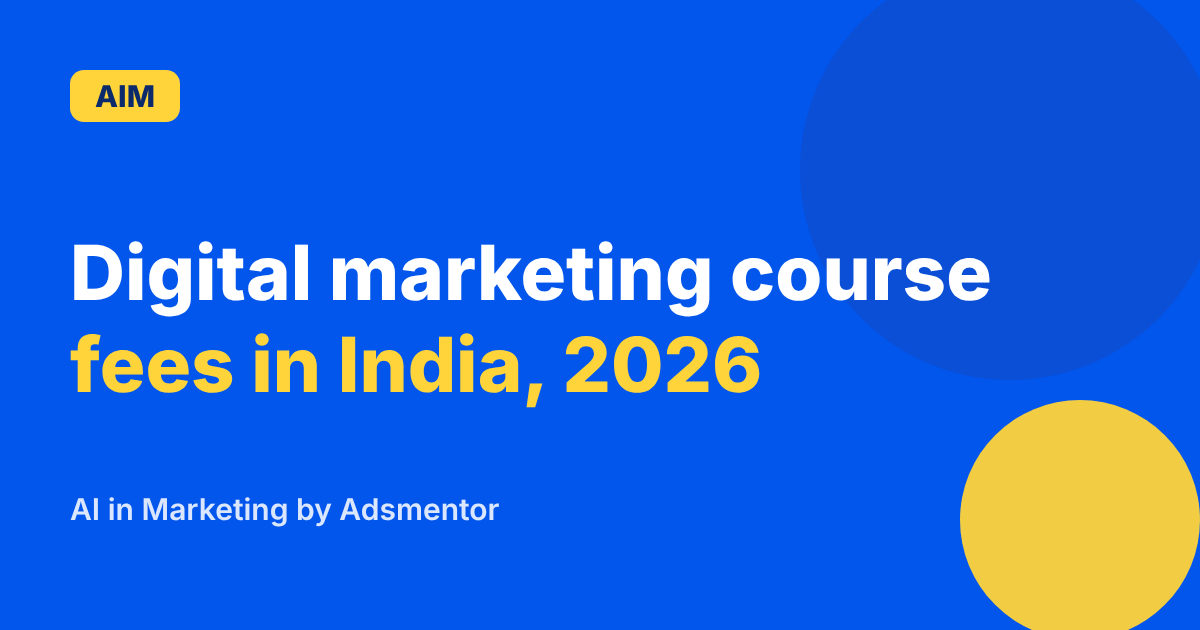 AIM
Digital marketing course
fees in India, 2026
AI in Marketing by Adsmentor